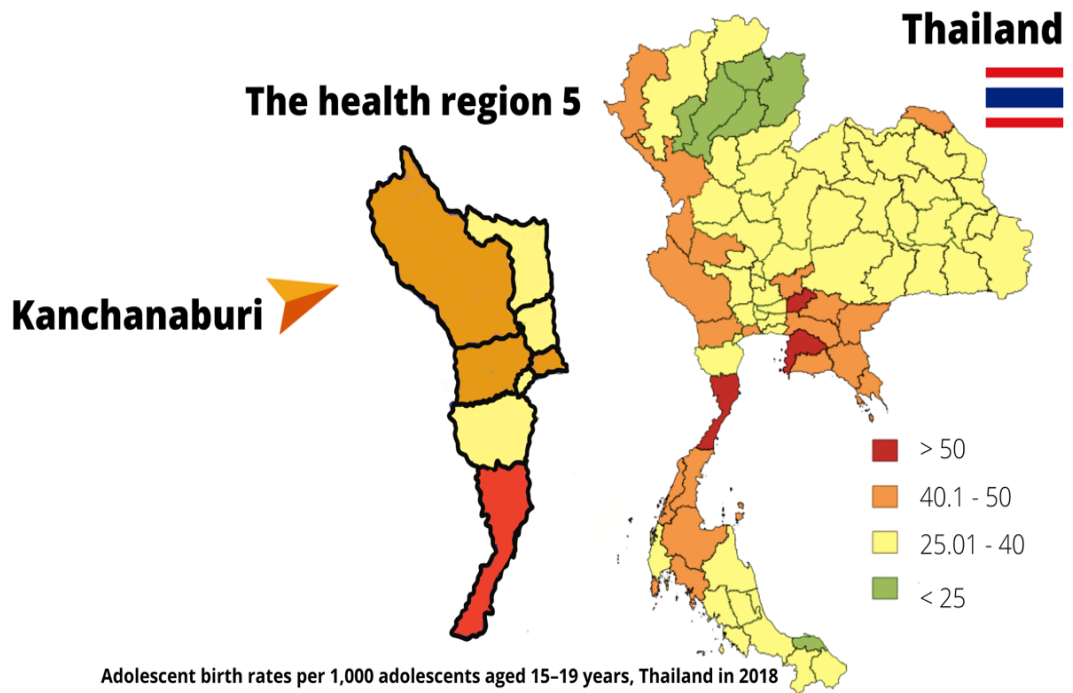 Thailand
The health region 5
Kanchanaburi
> 50
40.1 - 50
25.01 - 40
< 25
Adolescent birth rates per 1,000 adolescents aged 15–19 years, Thailand in 2018